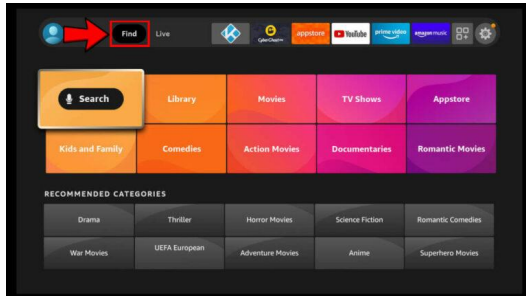 Find
Live
CyberGhost
appstore
YouTube
prime video
amazon music
Search
Library
Movies
TV Shows
Appstore
Kids and Family
Comedies
Action Movies
Documentaries
Romantic Movies
RECOMMENDED CATEGORIES
Drama
Thriller
Horror Movies
Science Fiction
Romantic Comedies
War Movies
UEFA European
Adventure Movies
Anime
Superhero Movies